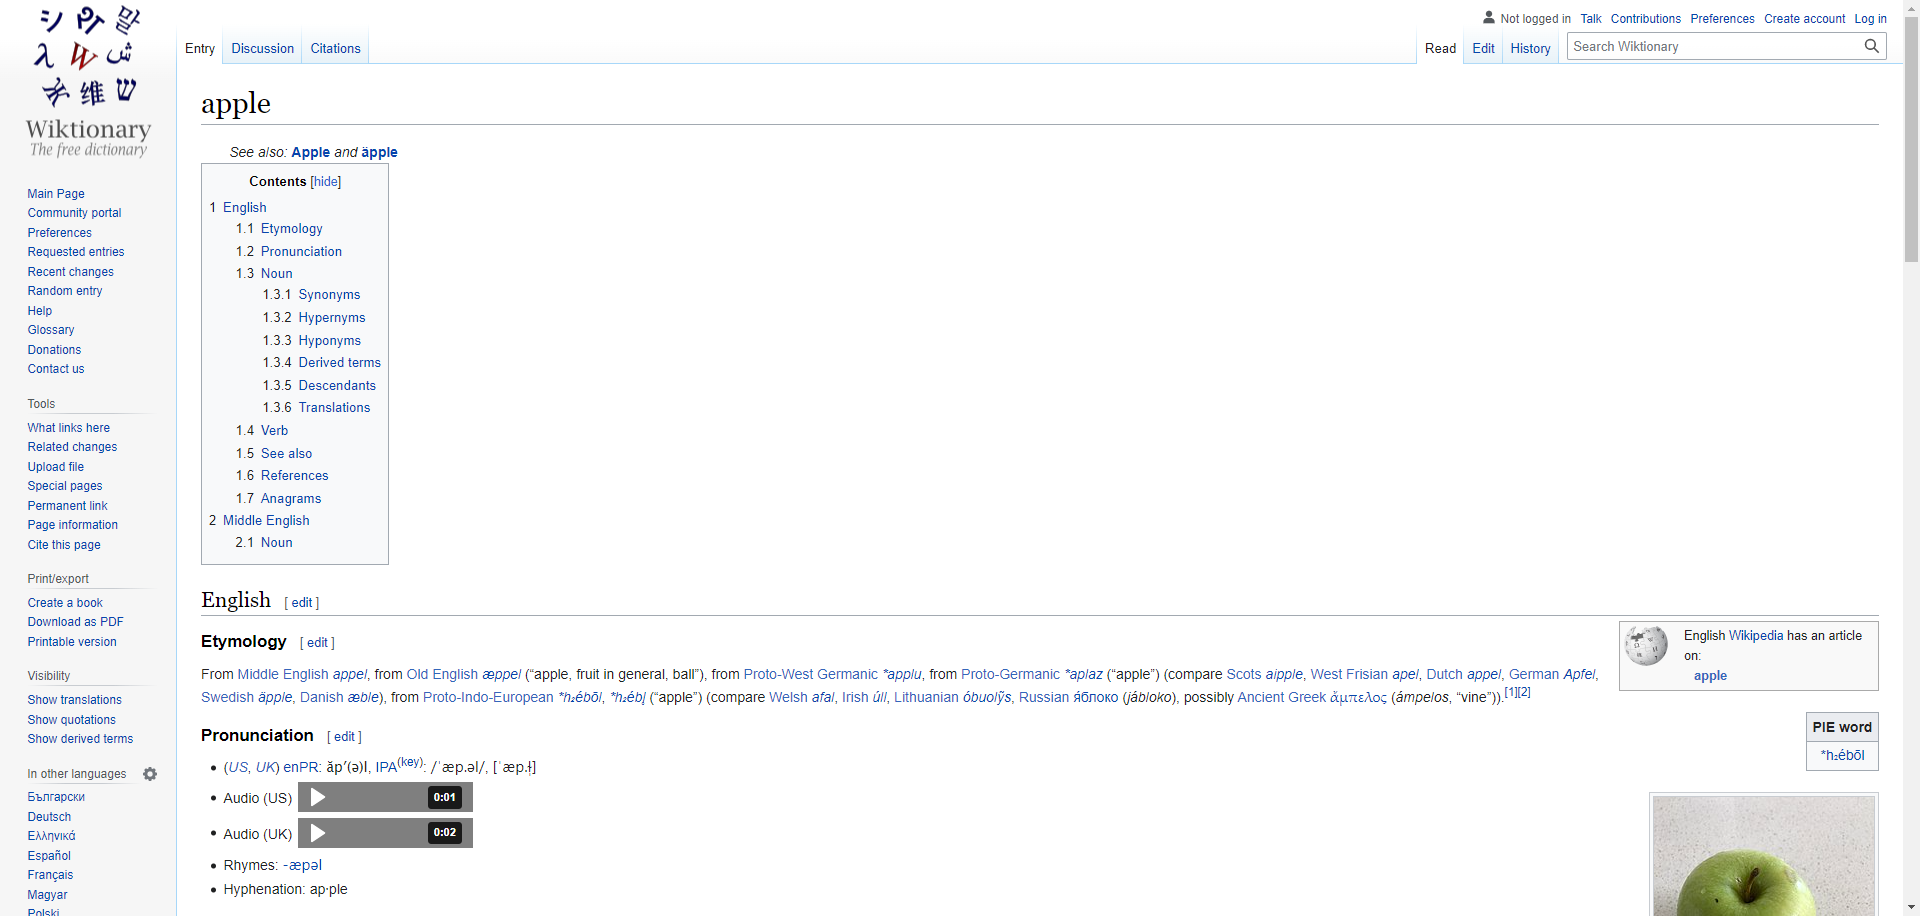 シ वि 말
λ W ش
维 ש
Wiktionary
The free dictionary
Not logged in Talk Contributions Preferences Create account Log in
Entry Discussion Citations
Read Edit History Search Wiktionary
Main Page
Community portal
Preferences
Requested entries
Recent changes
Random entry
Help
Glossary
Donations
Contact us
Tools
What links here
Related changes
Upload file
Special pages
Permanent link
Page information
Cite this page
Print/export
Create a book
Download as PDF
Printable version
Visibility
Show translations
Show quotations
Show derived terms
In other languages
Български
Deutsch
Ελληνικά
Español
Français
Magyar
Polski
apple
See also: Apple and äpple
Contents [hide]
1 English
1.1 Etymology
1.2 Pronunciation
1.3 Noun
1.3.1 Synonyms
1.3.2 Hypernyms
1.3.3 Hyponyms
1.3.4 Derived terms
1.3.5 Descendants
1.3.6 Translations
1.4 Verb
1.5 See also
1.6 References
1.7 Anagrams
2 Middle English
2.1 Noun
English [ edit ]
Etymology [ edit ]
From Middle English appel, from Old English æppel (“apple, fruit in general, ball”), from Proto-West Germanic *applu, from Proto-Germanic *aplaz (“apple”) (compare Scots aipple, West Frisian apel, Dutch appel, German Apfel,
Swedish äpple, Danish æble), from Proto-Indo-European *h₂ébōl, *h₂ébl̥ (“apple”) (compare Welsh afal, Irish úll, Lithuanian óbuolỹs, Russian я́блоко (jábloko), possibly Ancient Greek ἄμπελος (ámpelos, “vine”)).[1][2]
English Wikipedia has an article
on:
apple
PIE word
*h₂ébōl
Pronunciation [ edit ]
• (US, UK) enPR: ăp′(ə)l, IPA(key): /ˈæp.əl/, [ˈæp.ɫ̩]
• Audio (US) 0:01
• Audio (UK) 0:02
• Rhymes: -æpəl
• Hyphenation: ap‧ple